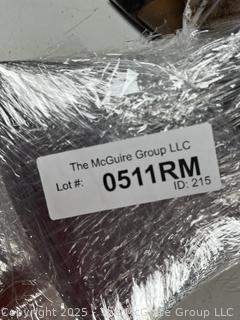 The McGuire Group LLC
Lot #: 0511RM
ID: 215
Copyright 2025 - The McGuire Group LLC